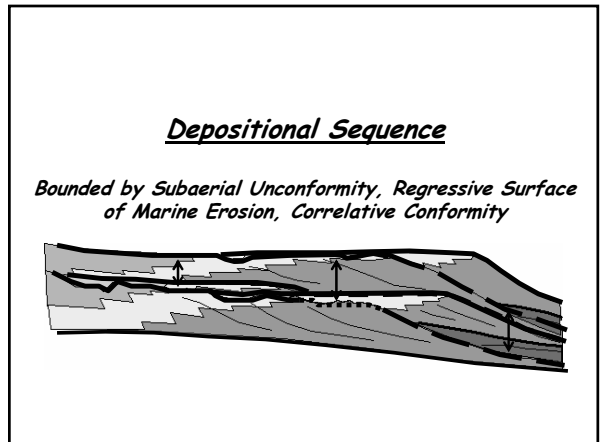 Depositional Sequence
Bounded by Subaerial Unconformity, Regressive Surface
of Marine Erosion, Correlative Conformity